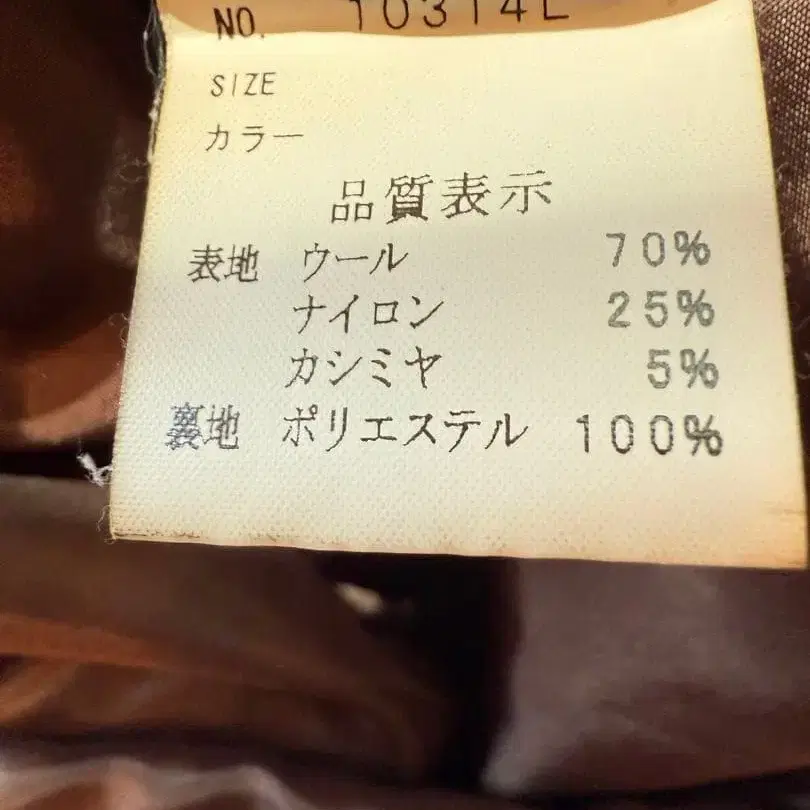 NO. 10314L
SIZE
カラー
品質表示
表地 ウール 70%
ナイロン 25%
カシミヤ 5%
裏地 ポリエステル 100%